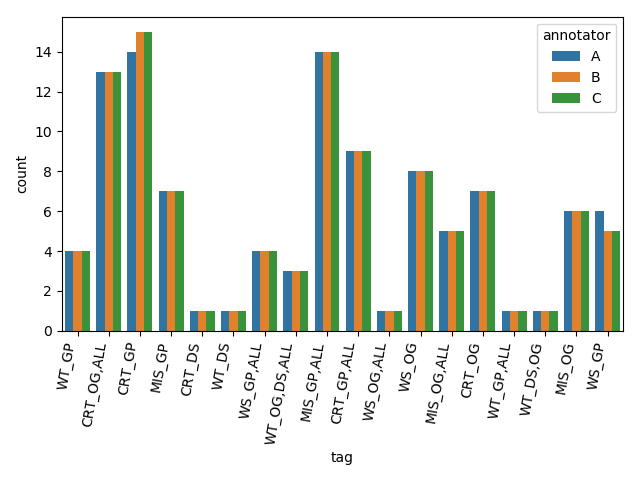 annotator
A
B
C
count
14
12
10
8
6
4
2
0
WT_GP
CRT_OG,ALL
CRT_GP
MIS_GP
CRT_DS
WT_DS
WS_GP,ALL
WT_OG,DS,ALL
MIS_GP,ALL
CRT_GP,ALL
WS_OG,ALL
WS_OG
MIS_OG,ALL
CRT_OG
WT_GP,ALL
WT_DS,OG
MIS_OG
WS_GP
tag